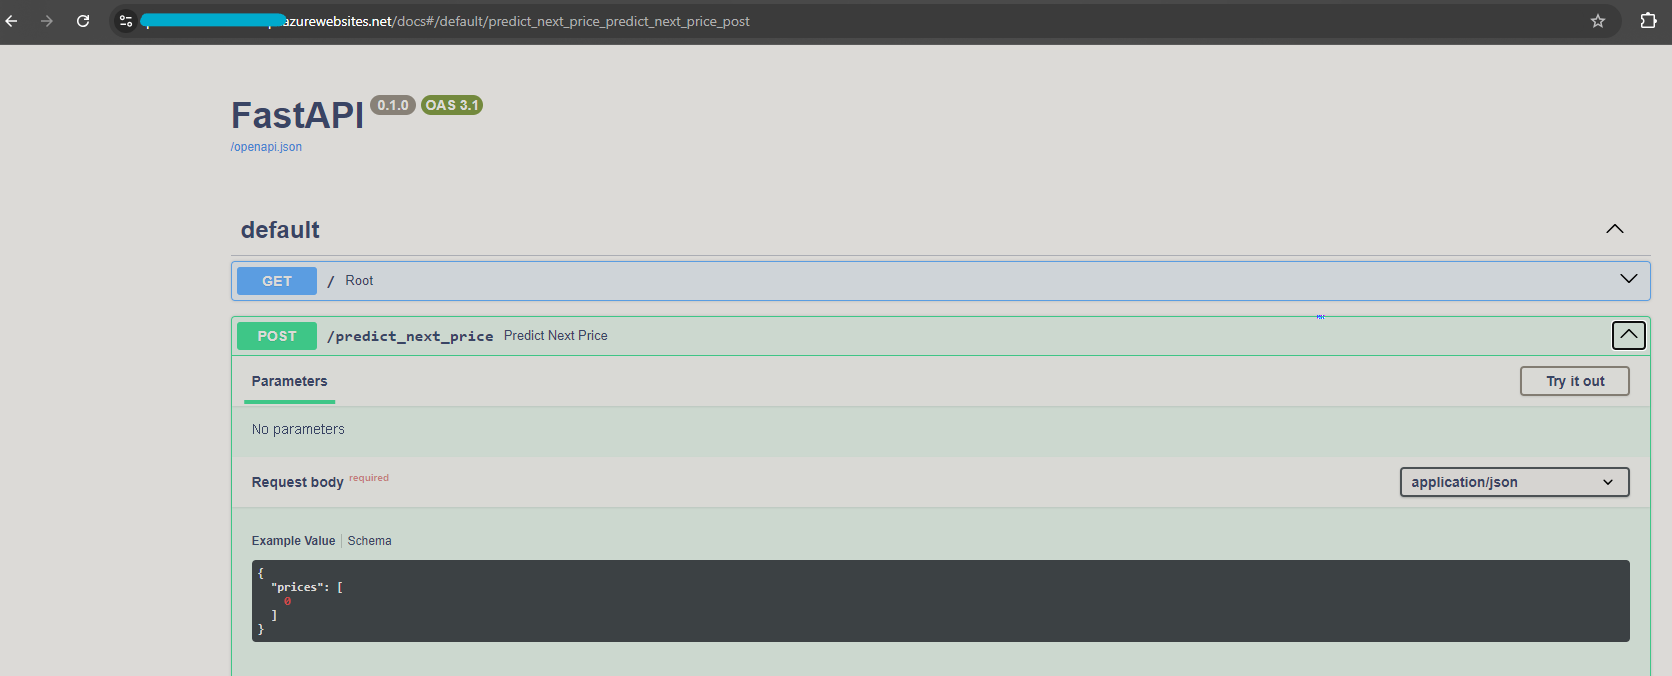 azurewebsites.net/docs#/default/predict_next_price_predict_next_price_post
FastAPI 0.1.0 OAS 3.1
/openapi.json
default
GET / Root
POST /predict_next_price Predict Next Price
Parameters
Try it out
No parameters
Request body required
application/json
Example Value | Schema
{
"prices": [
0
]
}